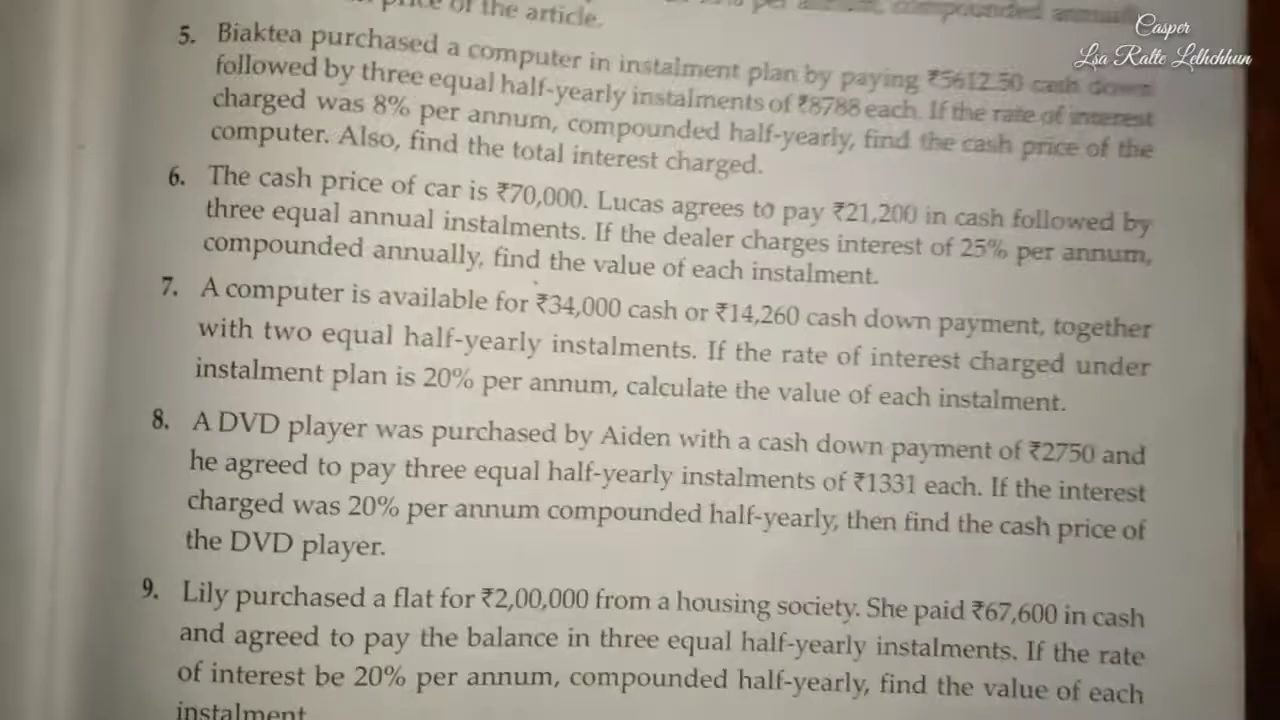 of the article.
Casper
Lsa Ralte Lelhchhun
5. Biaktea purchased a computer in instalment plan by paying ₹5612.50 cash down
followed by three equal half-yearly instalments of ₹8788 each. If the rate of interest
charged was 8% per annum, compounded half-yearly, find the cash price of the
computer. Also, find the total interest charged.
6. The cash price of car is ₹70,000. Lucas agrees to pay ₹21,200 in cash followed by
three equal annual instalments. If the dealer charges interest of 25% per annum,
compounded annually, find the value of each instalment.
7. A computer is available for ₹34,000 cash or ₹14,260 cash down payment, together
with two equal half-yearly instalments. If the rate of interest charged under
instalment plan is 20% per annum, calculate the value of each instalment.
8. A DVD player was purchased by Aiden with a cash down payment of ₹2750 and
he agreed to pay three equal half-yearly instalments of ₹1331 each. If the interest
charged was 20% per annum compounded half-yearly, then find the cash price of
the DVD player.
9. Lily purchased a flat for ₹2,00,000 from a housing society. She paid ₹67,600 in cash
and agreed to pay the balance in three equal half-yearly instalments. If the rate
of interest be 20% per annum, compounded half-yearly, find the value of each
instalment